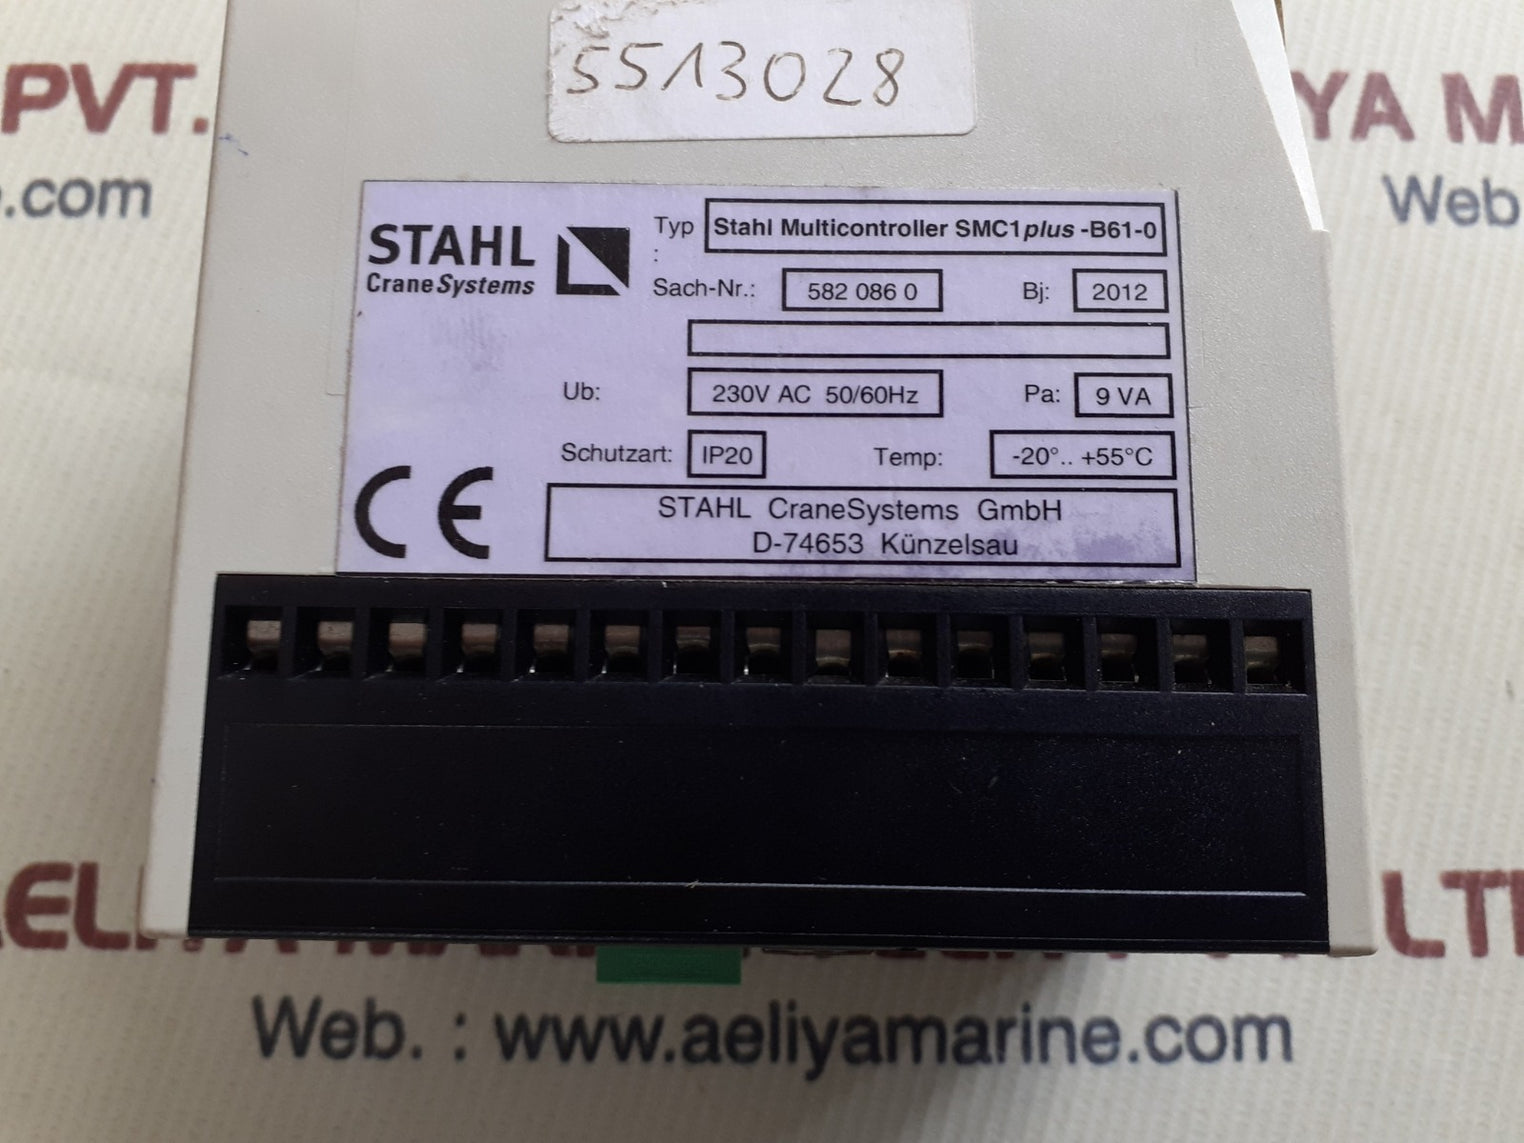 5513028
PVT.
YA M
.com
Web
STAHL
CraneSystems
Typ : Stahl Multicontroller SMC1plus -B61-0
Sach-Nr.: 582 086 0 Bj: 2012
Ub: 230V AC 50/60Hz Pa: 9 VA
Schutzart: IP20 Temp: -20°.. +55°C
CE
STAHL CraneSystems GmbH
D-74653 Künzelsau
LT
Web. : www.aeliyamarine.com